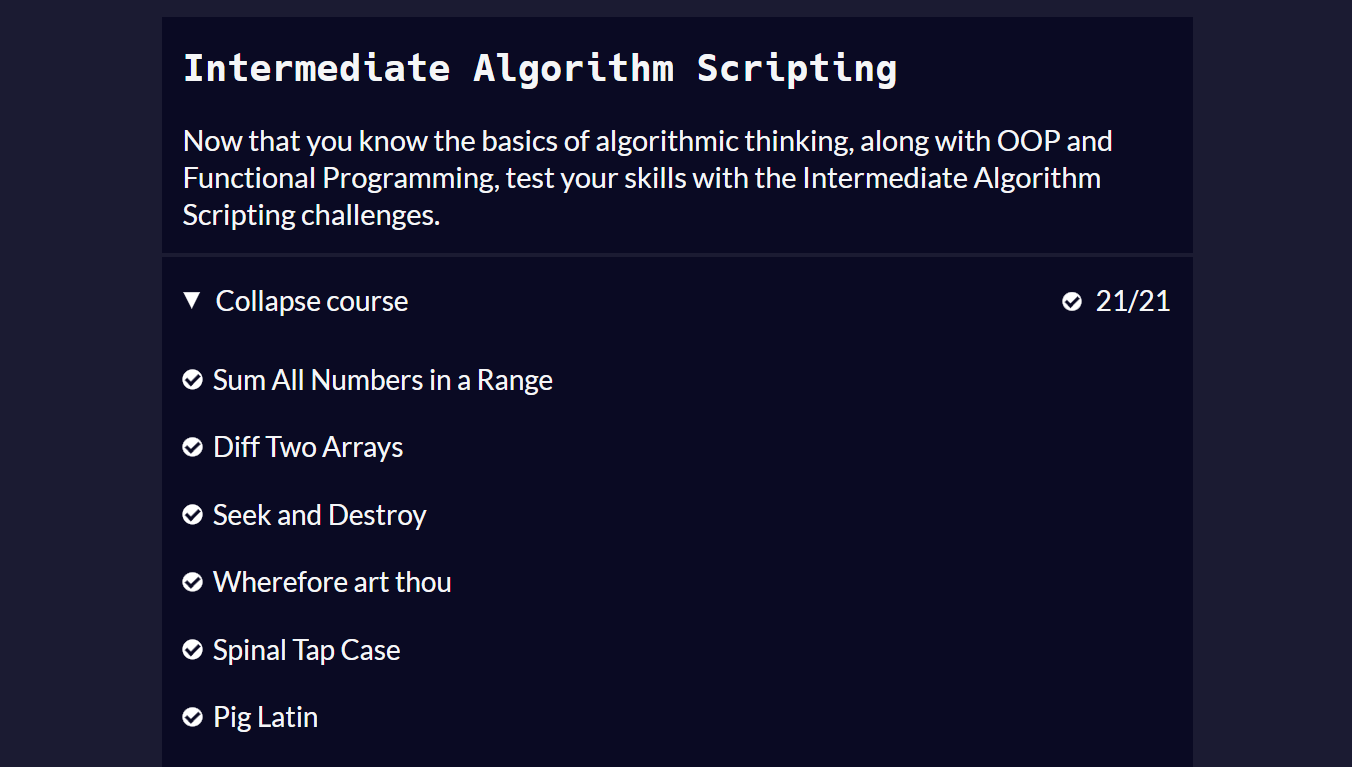 Intermediate Algorithm Scripting
Now that you know the basics of algorithmic thinking, along with OOP and
Functional Programming, test your skills with the Intermediate Algorithm
Scripting challenges.
Collapse course 21/21
Sum All Numbers in a Range
Diff Two Arrays
Seek and Destroy
Wherefore art thou
Spinal Tap Case
Pig Latin